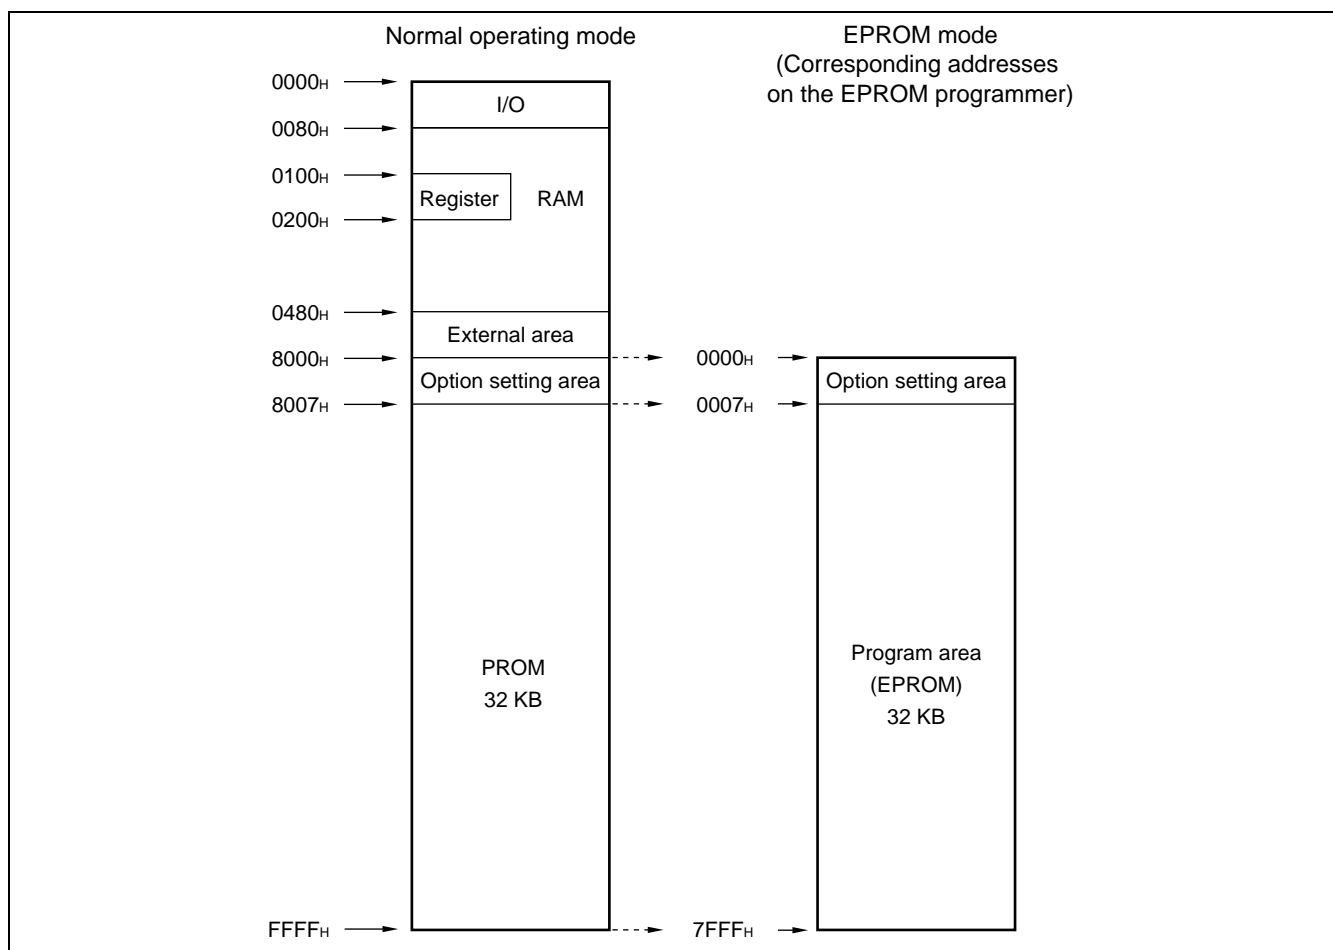 Normal operating mode
EPROM mode
(Corresponding addresses
on the EPROM programmer)
0000H
I/O
0080H
0100H
Register
RAM
0200H
0480H
External area
8000H
0000H
Option setting area
Option setting area
8007H
0007H
PROM
32 KB
Program area
(EPROM)
32 KB
FFFFH
7FFFH